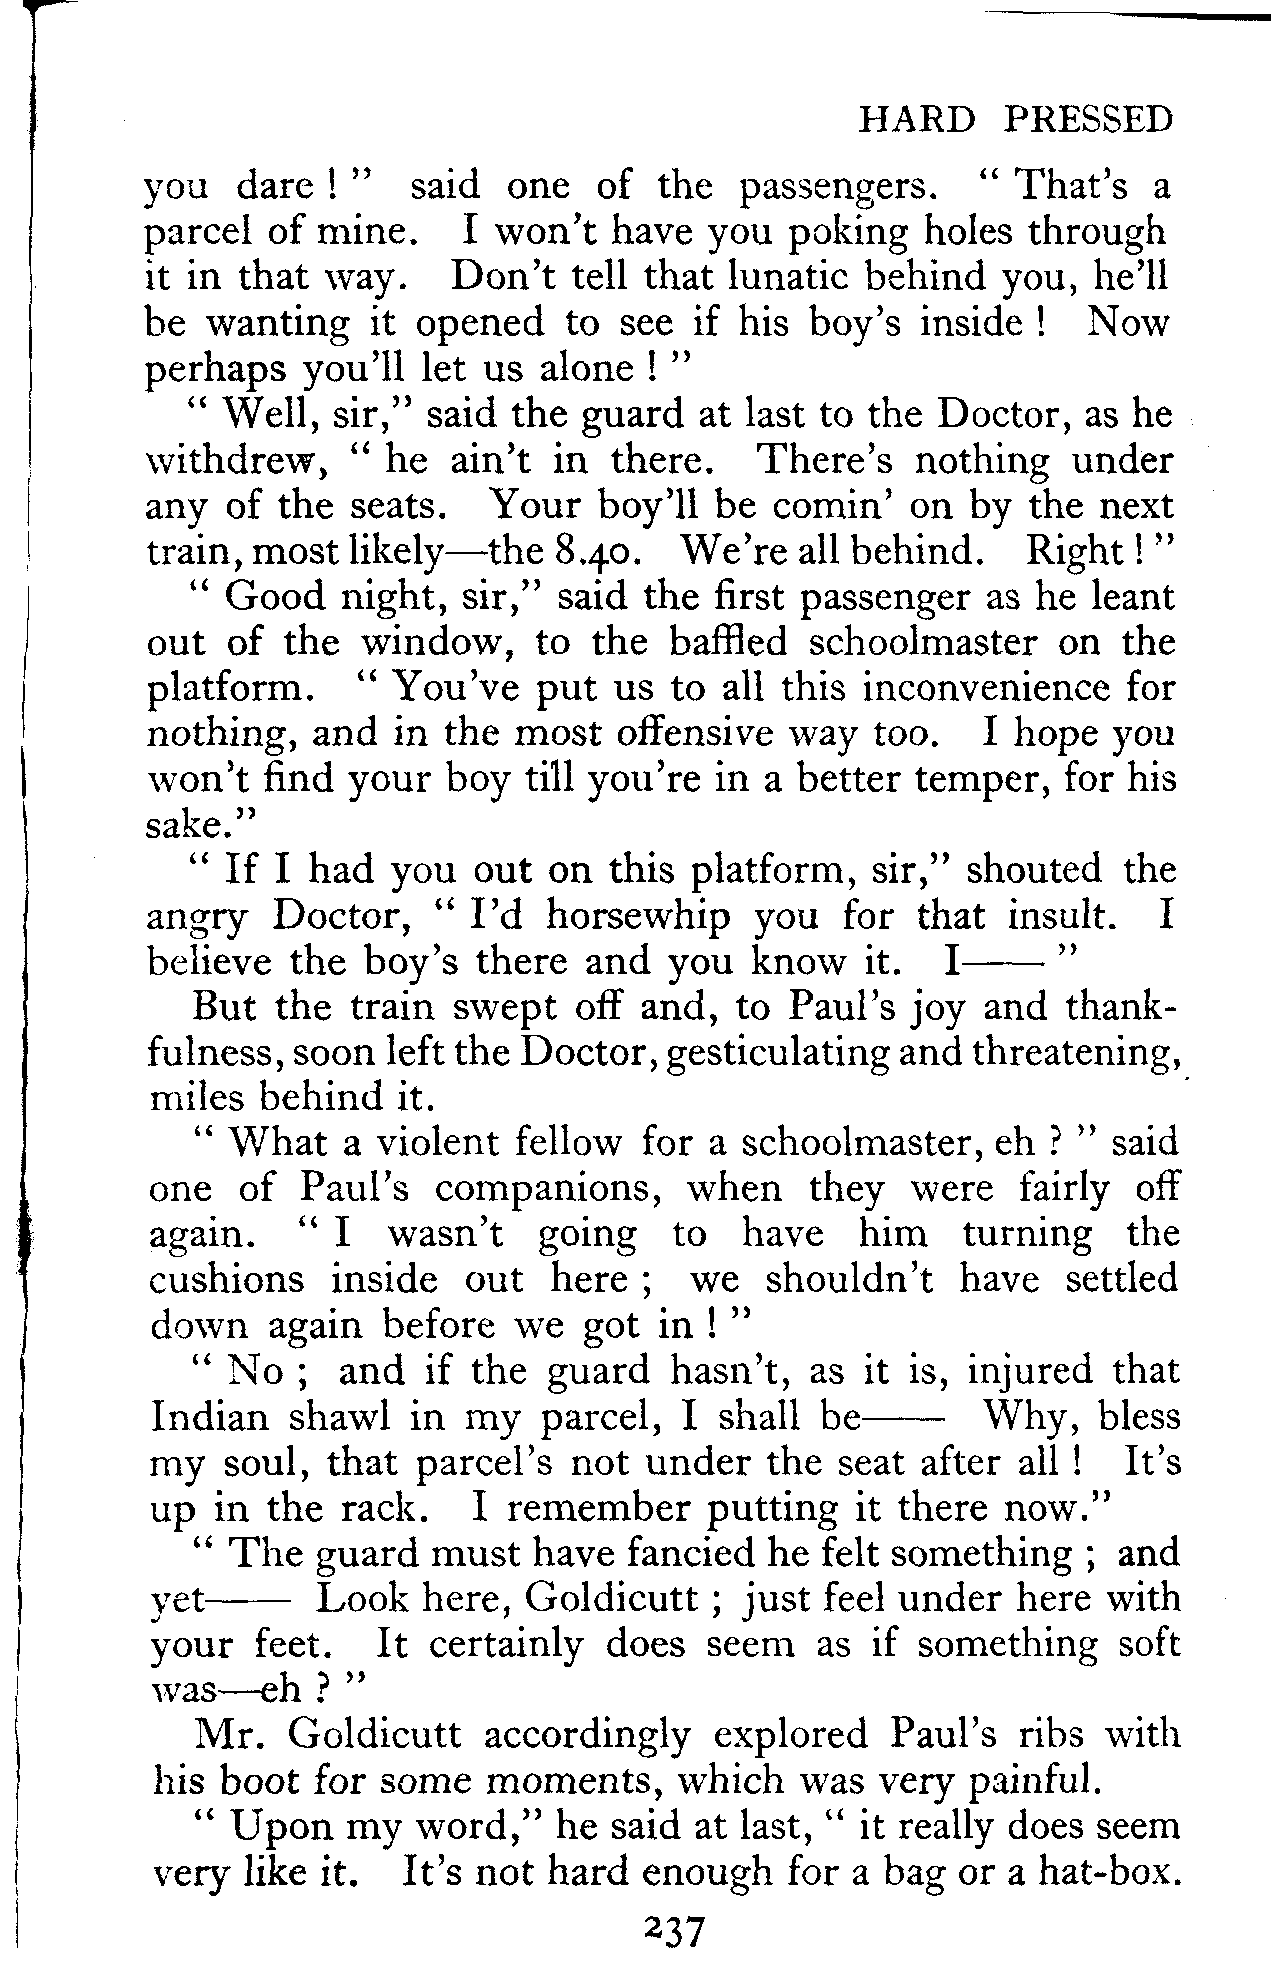 HARD PRESSED
you dare ! ” said one of the passengers. “ That’s a
parcel of mine. I won’t have you poking holes through
it in that way. Don’t tell that lunatic behind you, he’ll
be wanting it opened to see if his boy’s inside ! Now
perhaps you’ll let us alone ! ”
“ Well, sir,” said the guard at last to the Doctor, as he
withdrew, “ he ain’t in there. There’s nothing under
any of the seats. Your boy’ll be comin’ on by the next
train, most likely—the 8.40. We’re all behind. Right ! ”
“ Good night, sir,” said the first passenger as he leant
out of the window, to the baffled schoolmaster on the
platform. “ You’ve put us to all this inconvenience for
nothing, and in the most offensive way too. I hope you
won’t find your boy till you’re in a better temper, for his
sake.”
“ If I had you out on this platform, sir,” shouted the
angry Doctor, “ I’d horsewhip you for that insult. I
believe the boy’s there and you know it. I—— ”
But the train swept off and, to Paul’s joy and thank-
fulness, soon left the Doctor, gesticulating and threatening,
miles behind it.
“ What a violent fellow for a schoolmaster, eh ? ” said
one of Paul’s companions, when they were fairly off
again. “ I wasn’t going to have him turning the
cushions inside out here ; we shouldn’t have settled
down again before we got in ! ”
“ No ; and if the guard hasn’t, as it is, injured that
Indian shawl in my parcel, I shall be—— Why, bless
my soul, that parcel’s not under the seat after all ! It’s
up in the rack. I remember putting it there now.”
“ The guard must have fancied he felt something ; and
yet—— Look here, Goldicutt ; just feel under here with
your feet. It certainly does seem as if something soft
was—eh ? ”
Mr. Goldicutt accordingly explored Paul’s ribs with
his boot for some moments, which was very painful.
“ Upon my word,” he said at last, “ it really does seem
very like it. It’s not hard enough for a bag or a hat-box.
237